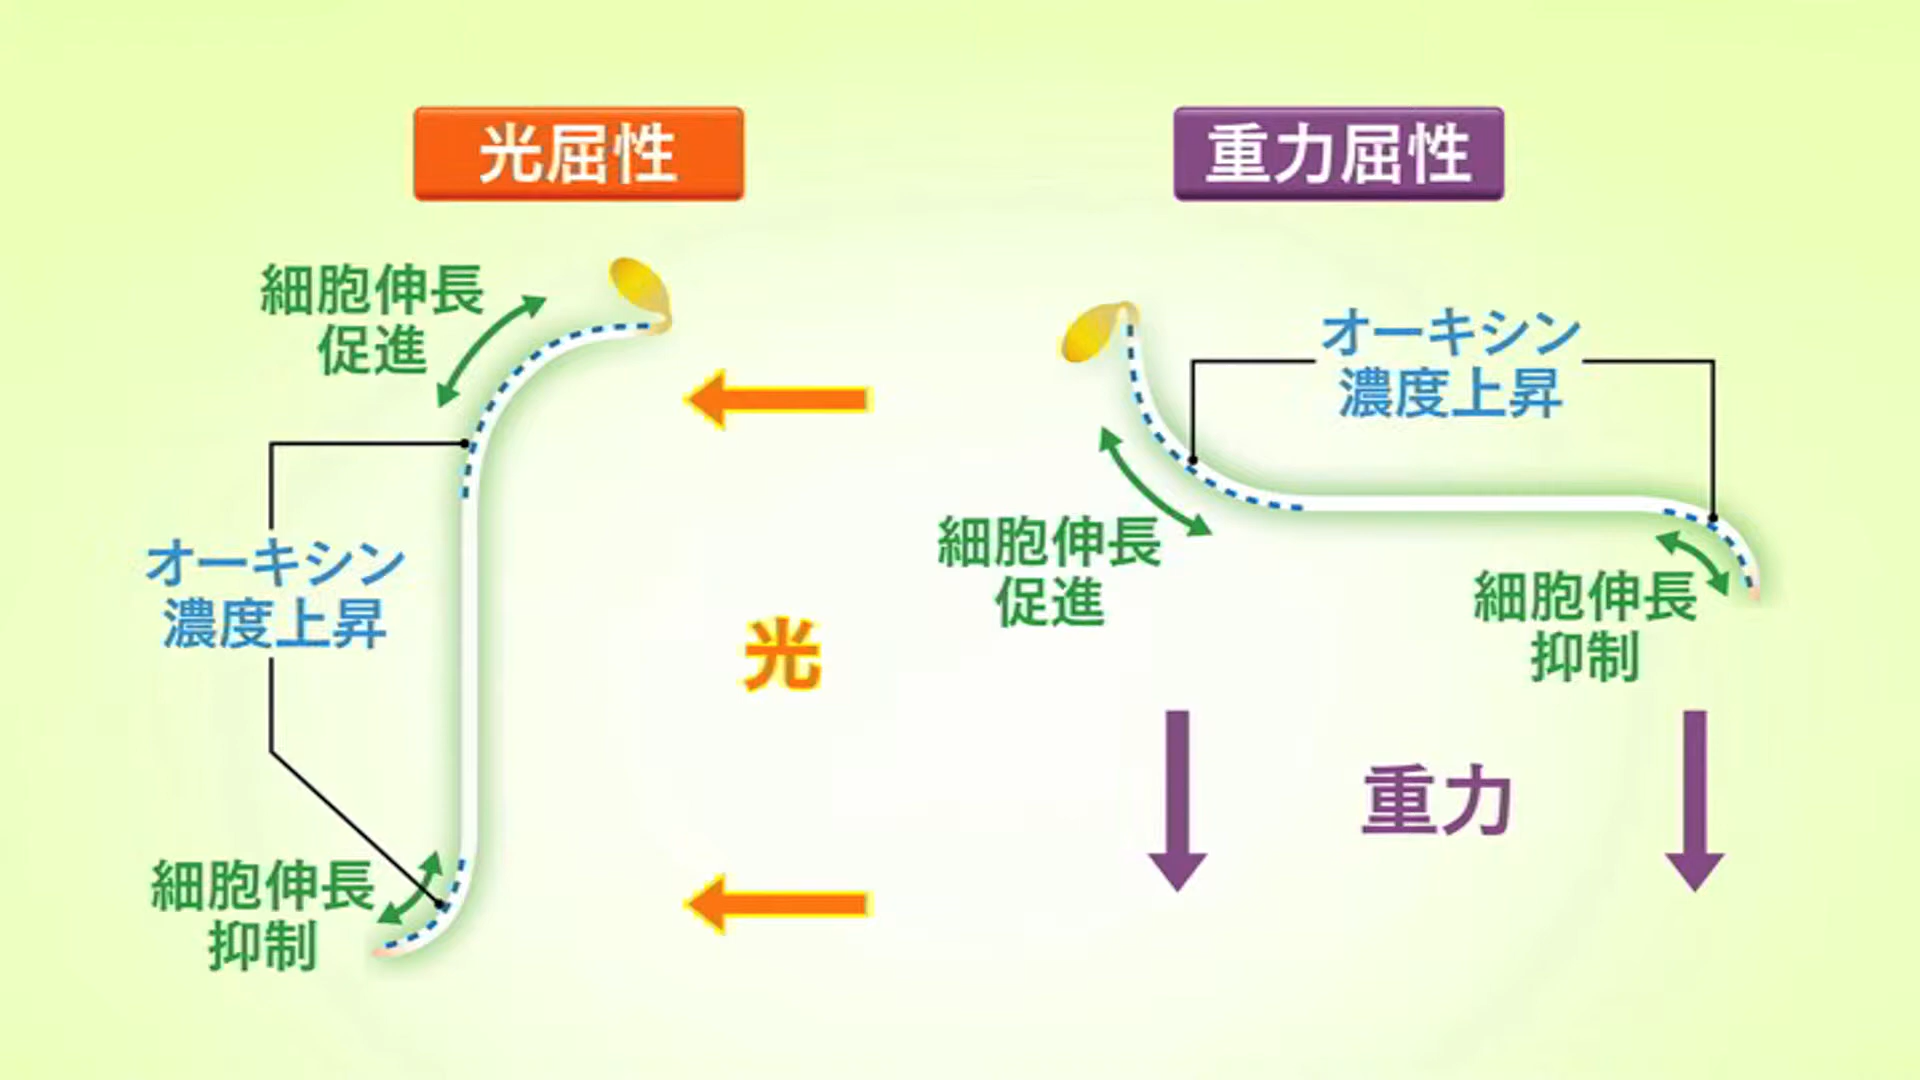 光屈性
細胞伸長
促進
オーキシン
濃度上昇
細胞伸長
抑制
光
重力屈性
オーキシン
濃度上昇
細胞伸長
促進
細胞伸長
抑制
重力